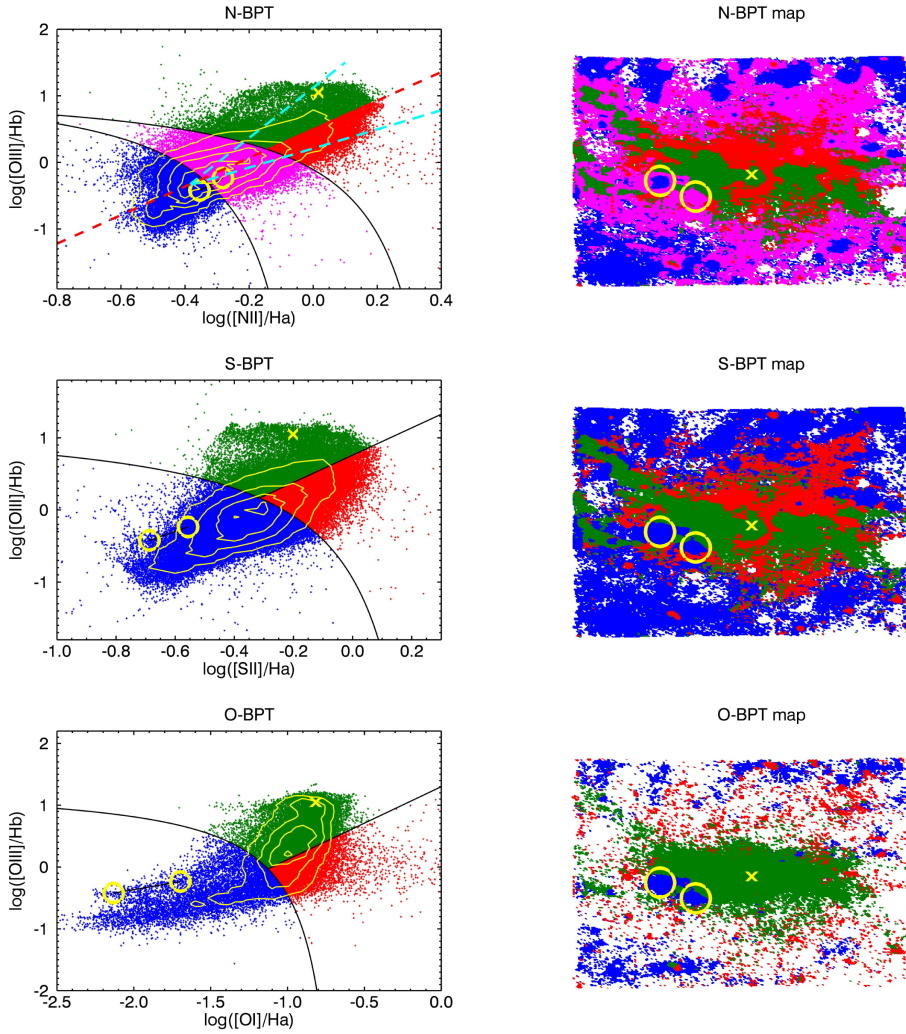 N-BPT
N-BPT map
2
1
0
-1
log([OIII]/Hb)
-0.8 -0.6 -0.4 -0.2 0.0 0.2 0.4
log([NII]/Ha)
S-BPT
S-BPT map
1
0
-1
log([OIII]/Hb)
-1.0 -0.8 -0.6 -0.4 -0.2 0.0 0.2
log([SII]/Ha)
O-BPT
O-BPT map
2
1
0
-1
-2
log([OIII]/Hb)
-2.5 -2.0 -1.5 -1.0 -0.5 0.0
log([OI]/Ha)